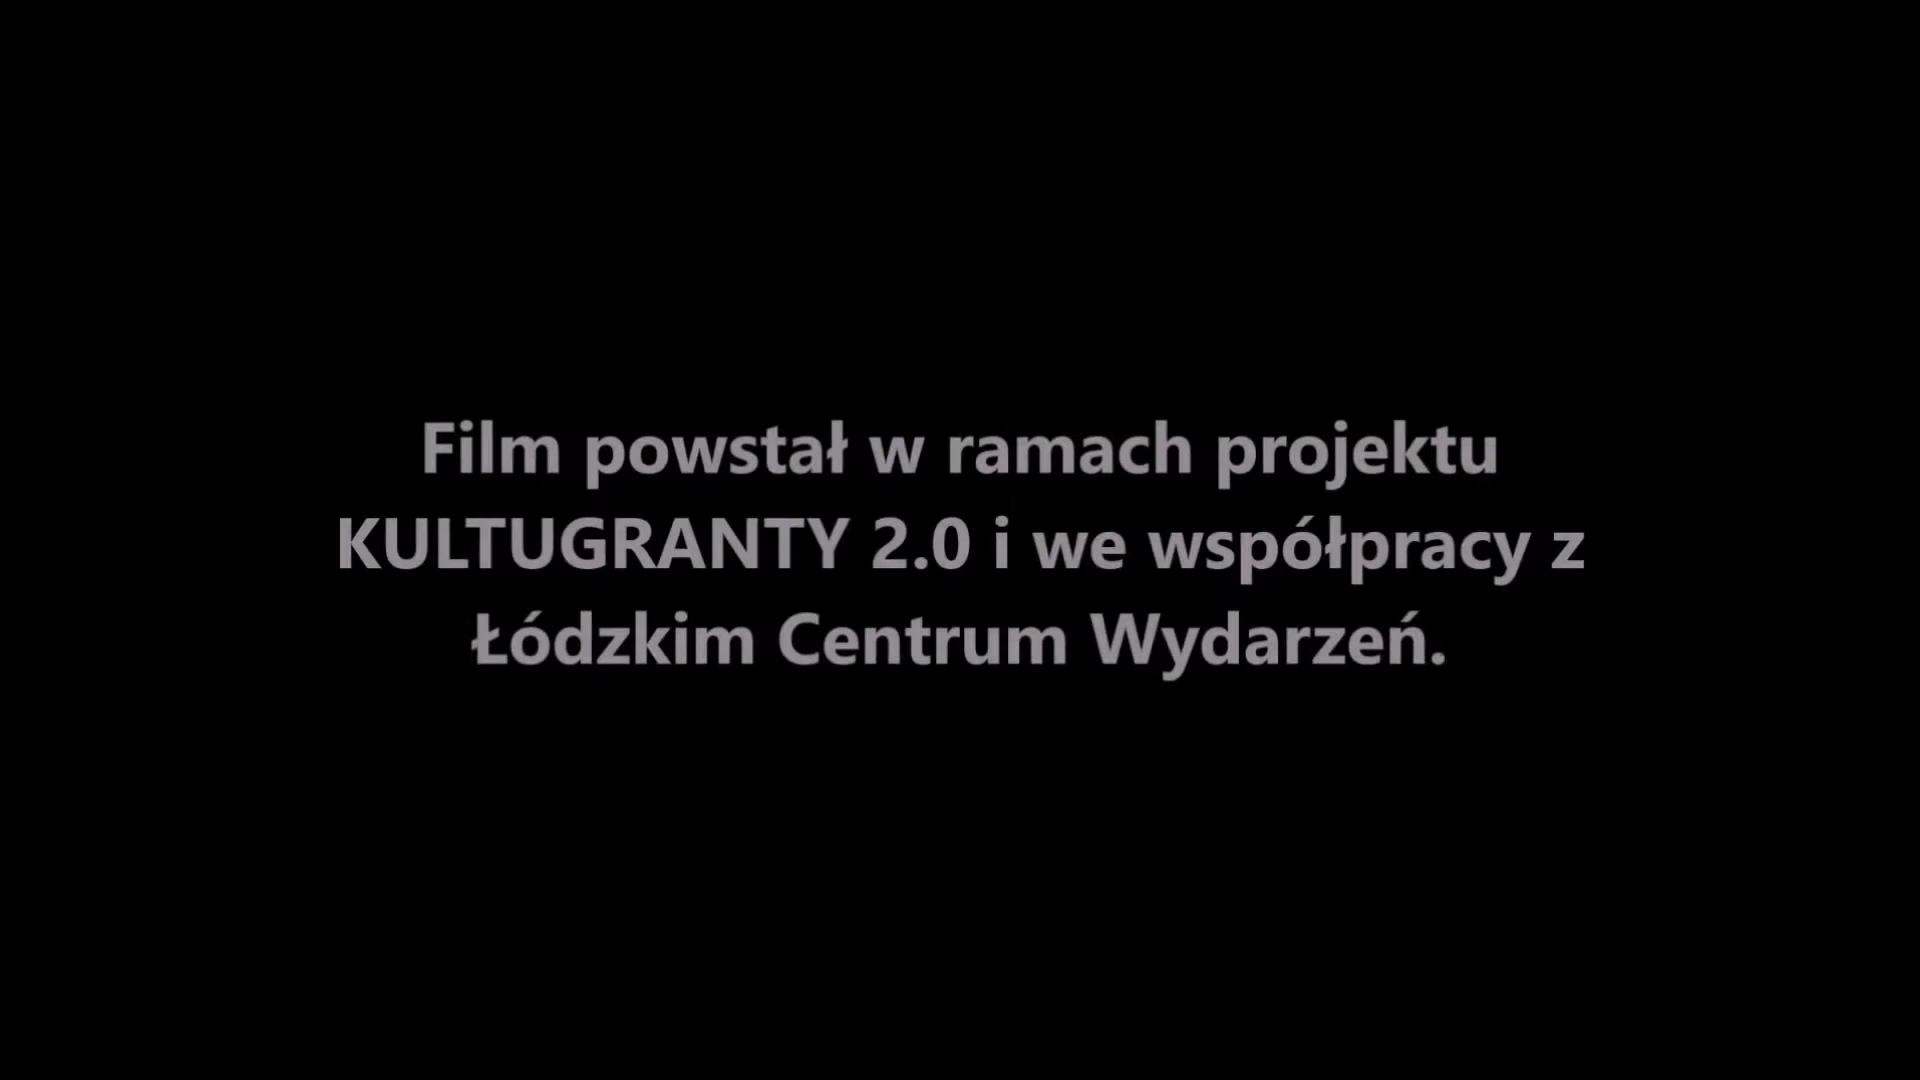 Film powstał w ramach projektu
KULTUGRANTY 2.0 i we współpracy z
Łódzkim Centrum Wydarzeń.